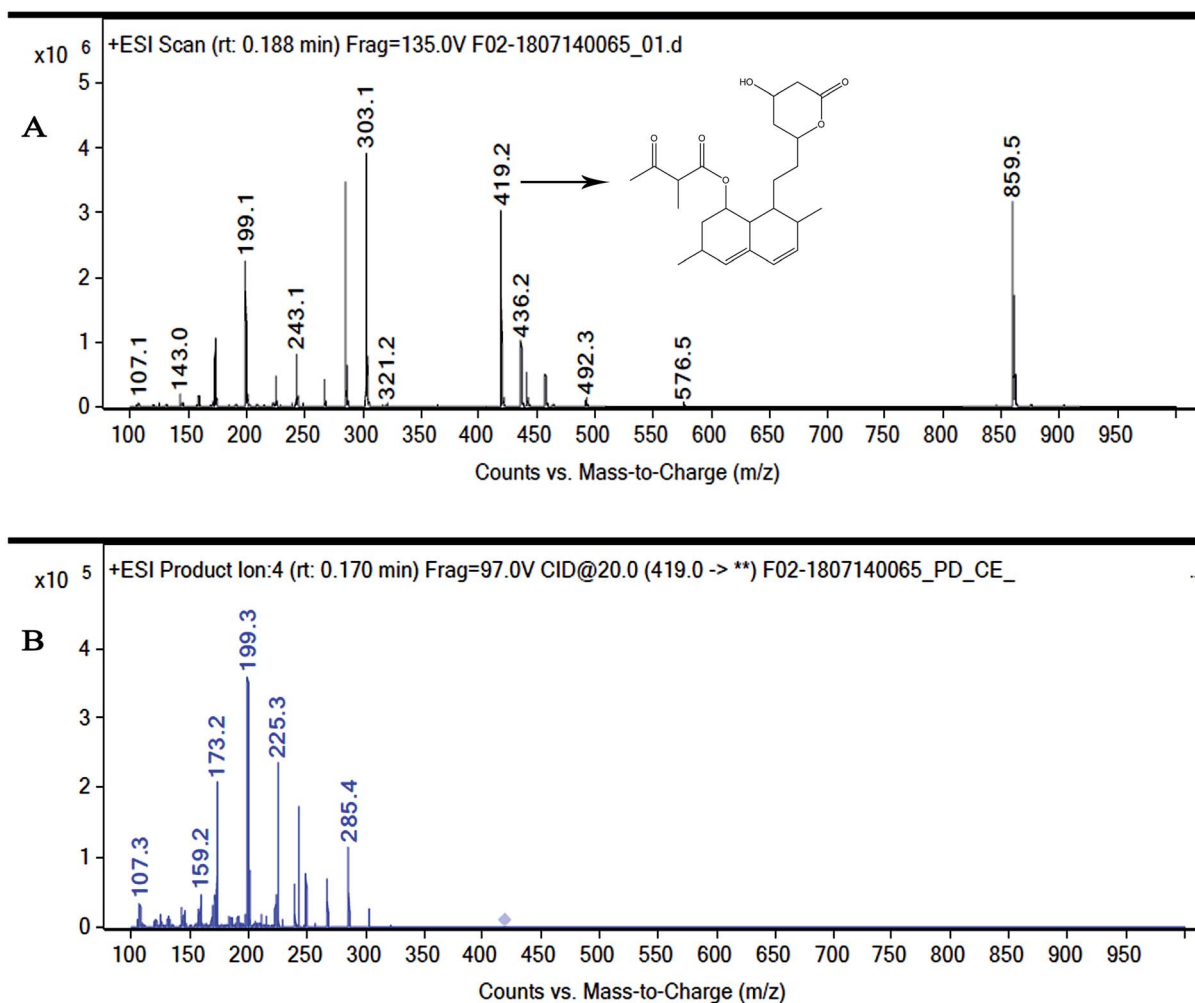 x10 6
+ESI Scan (rt: 0.188 min) Frag=135.0V F02-1807140065_01.d
A
5
4
3
2
1
0
107.1
143.0
199.1
243.1
303.1
321.2
419.2
436.2
492.3
576.5
859.5
HO
O
O
O
O
O
100 150 200 250 300 350 400 450 500 550 600 650 700 750 800 850 900 950
Counts vs. Mass-to-Charge (m/z)
x10 5
+ESI Product Ion:4 (rt: 0.170 min) Frag=97.0V CID@20.0 (419.0 -> **) F02-1807140065_PD_CE_ ..
B
4
3
2
1
0
107.3
159.2
173.2
199.3
225.3
285.4
100 150 200 250 300 350 400 450 500 550 600 650 700 750 800 850 900 950
Counts vs. Mass-to-Charge (m/z)